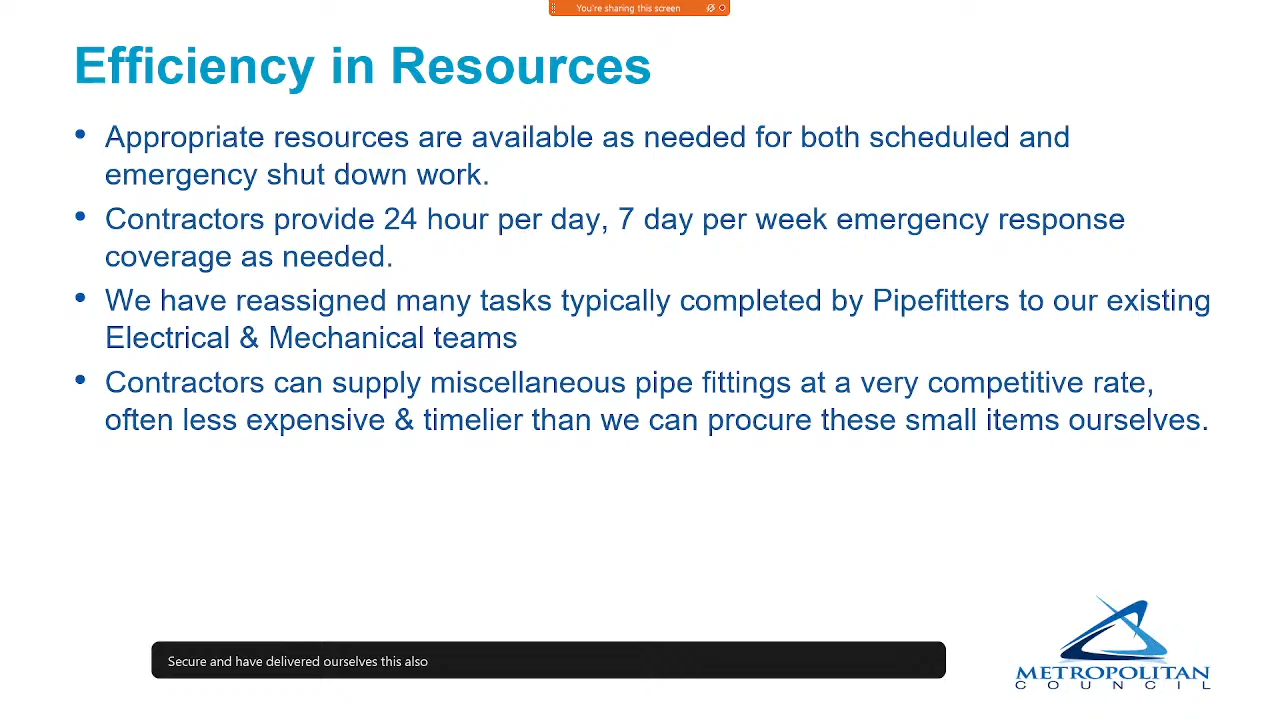 You're sharing this screen
Efficiency in Resources
• Appropriate resources are available as needed for both scheduled and
emergency shut down work.
• Contractors provide 24 hour per day, 7 day per week emergency response
coverage as needed.
• We have reassigned many tasks typically completed by Pipefitters to our existing
Electrical & Mechanical teams
• Contractors can supply miscellaneous pipe fittings at a very competitive rate,
often less expensive & timelier than we can procure these small items ourselves.
Secure and have delivered ourselves this also
METROPOLITAN
COUNCIL